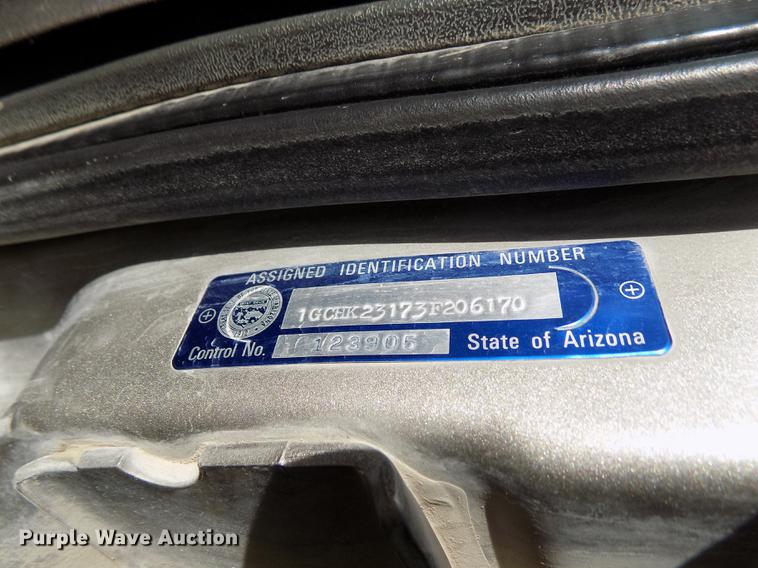 ASSIGNED IDENTIFICATION NUMBER
1GCHK23173F206170
Control No. 123905
State of Arizona
Purple Wave Auction